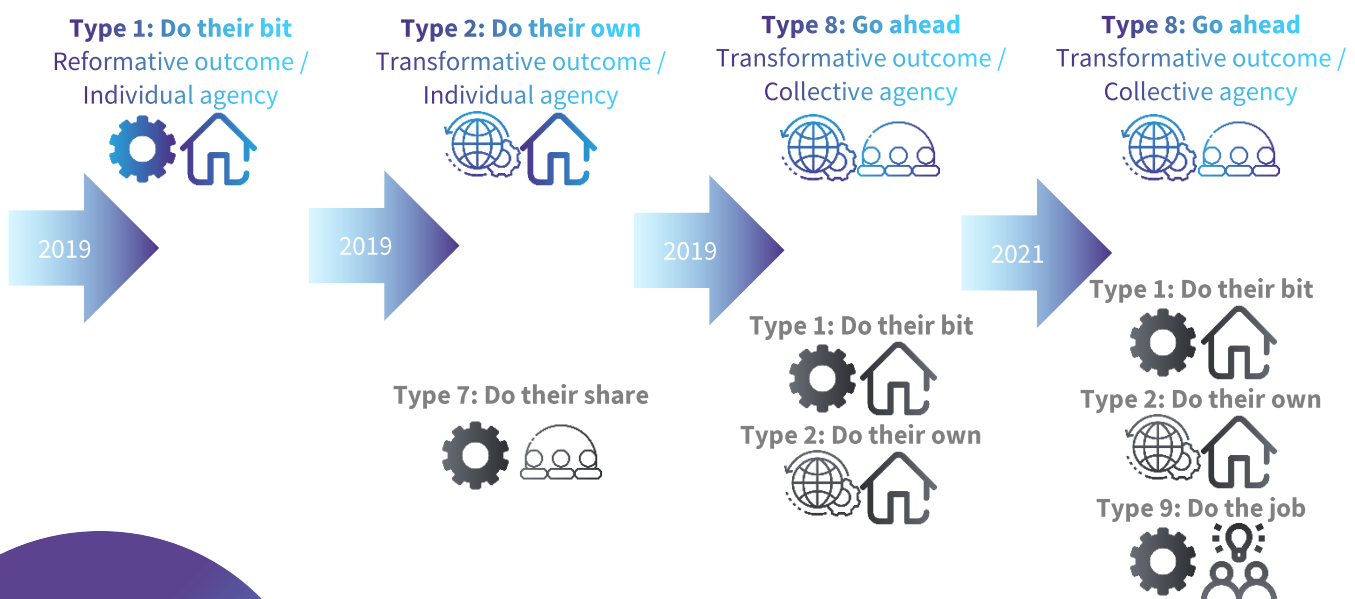 Type 1: Do their bit
Reformative outcome /
Individual agency
2019
Type 2: Do their own
Transformative outcome /
Individual agency
2019
Type 7: Do their share
Type 8: Go ahead
Transformative outcome /
Collective agency
2019
Type 1: Do their bit
Type 2: Do their own
Type 8: Go ahead
Transformative outcome /
Collective agency
2021
Type 1: Do their bit
Type 2: Do their own
Type 9: Do the job